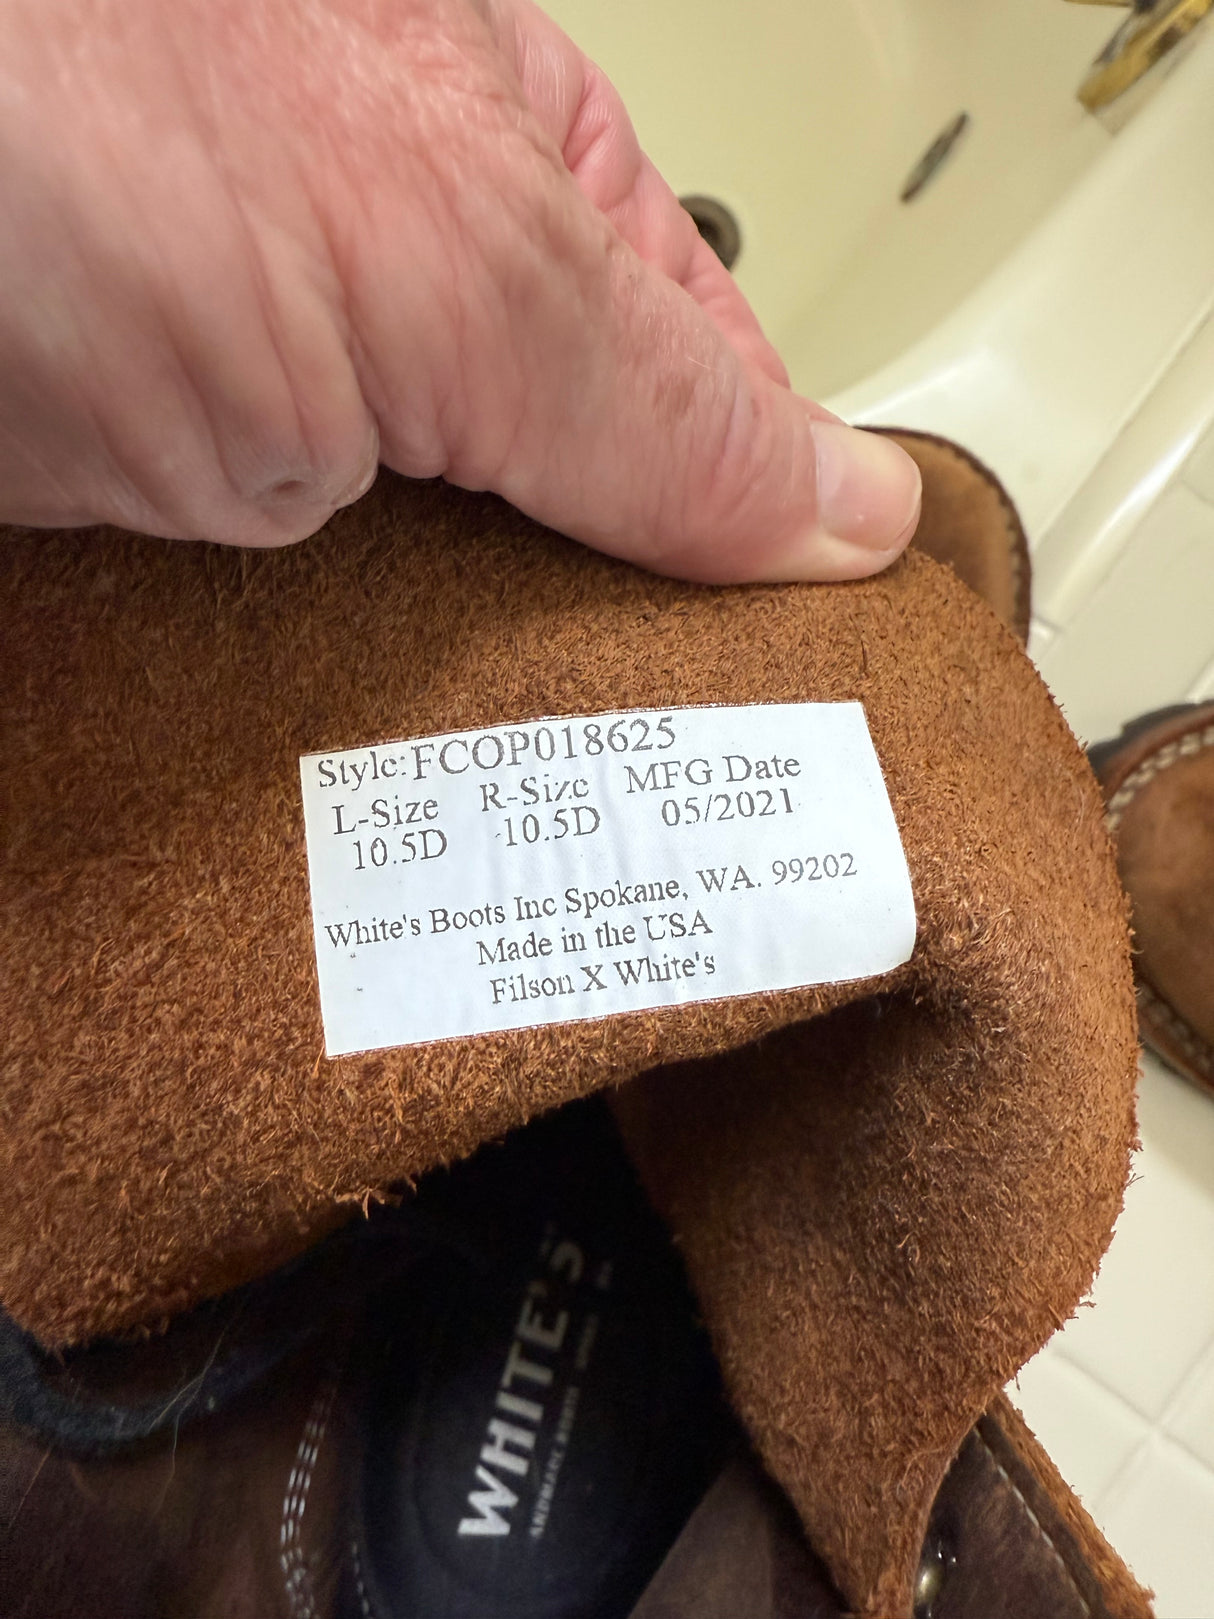 Style:FCOP018625
L-Size R-Size MFG Date
10.5D 10.5D 05/2021
White's Boots Inc Spokane, WA. 99202
Made in the USA
Filson X White's
WHITE'S